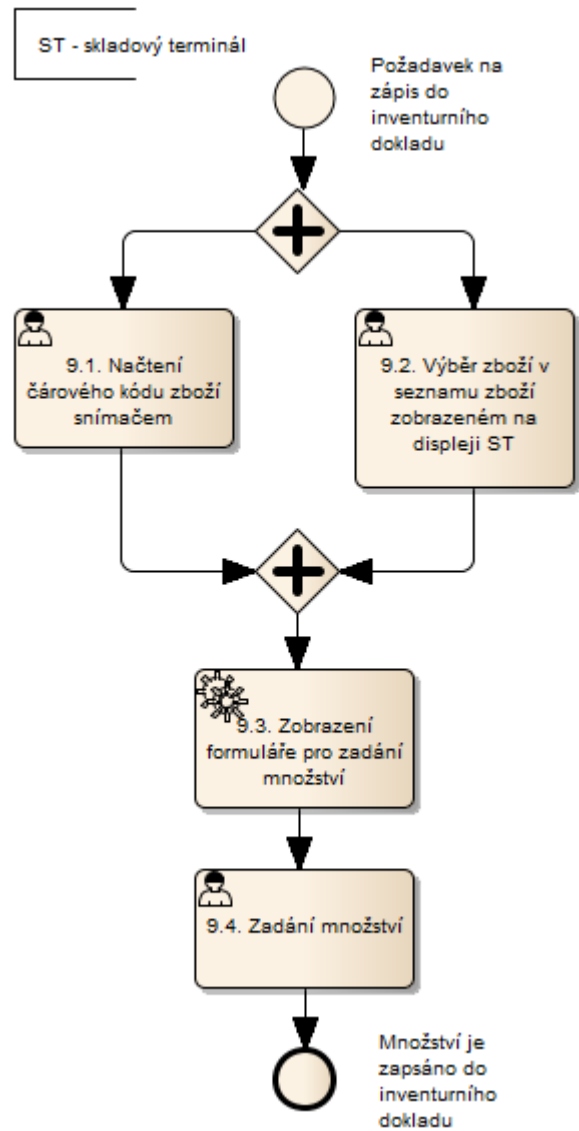 ST - skladový terminál
Požadavek na
zápis do
inventurního
dokladu
9.1. Načtení
čárového kódu zboží
snímačem
9.2. Výběr zboží v
seznamu zboží
zobrazeném na
displeji ST
9.3. Zobrazení
formuláře pro zadání
množství
9.4. Zadání množství
Množství je
zapsáno do
inventurního
dokladu